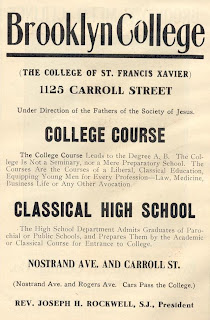 Brooklyn College
(THE COLLEGE OF ST. FRANCIS XAVIER)
1125 CARROLL STREET
Under Direction of the Fathers of the Society of Jesus.
COLLEGE COURSE
The College Course Leads to the Degree A. B. The Col-
lege Is Not a Seminary, nor a Mere Preparatory School. The
Courses Are the Courses of a Liberal, Classical Education,
Equipping Young Men for Every Profession—Law, Medicine,
Business Life or Any Other Avocation
CLASSICAL HIGH SCHOOL
The High School Department Admits Graduates of Paro-
chial or Public Schools, and Prepares Them by the Academic
or Classical Course for Entrance to College.
NOSTRAND AVE. AND CARROLL ST.
(Nostrand Ave. and Rogers Ave. Cars Pass the College.)
REV. JOSEPH H. ROCKWELL, S.J., President